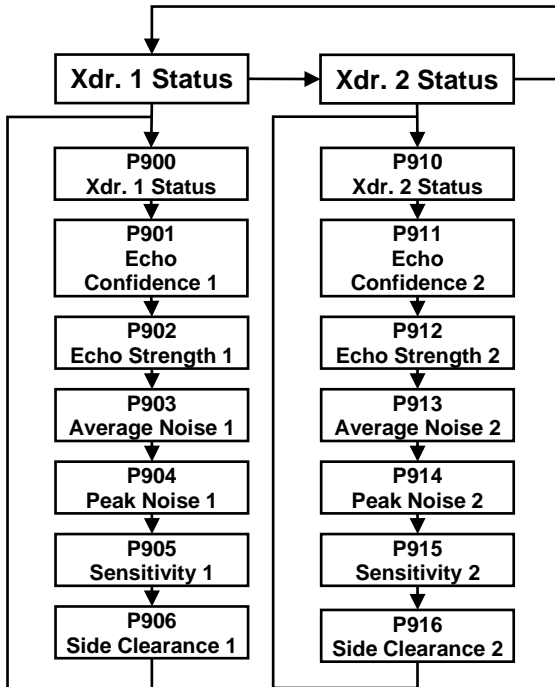 Xdr. 1 Status
Xdr. 2 Status
P900
Xdr. 1 Status
P901
Echo
Confidence 1
P902
Echo Strength 1
P903
Average Noise 1
P904
Peak Noise 1
P905
Sensitivity 1
P906
Side Clearance 1
P910
Xdr. 2 Status
P911
Echo
Confidence 2
P912
Echo Strength 2
P913
Average Noise 2
P914
Peak Noise 2
P915
Sensitivity 2
P916
Side Clearance 2